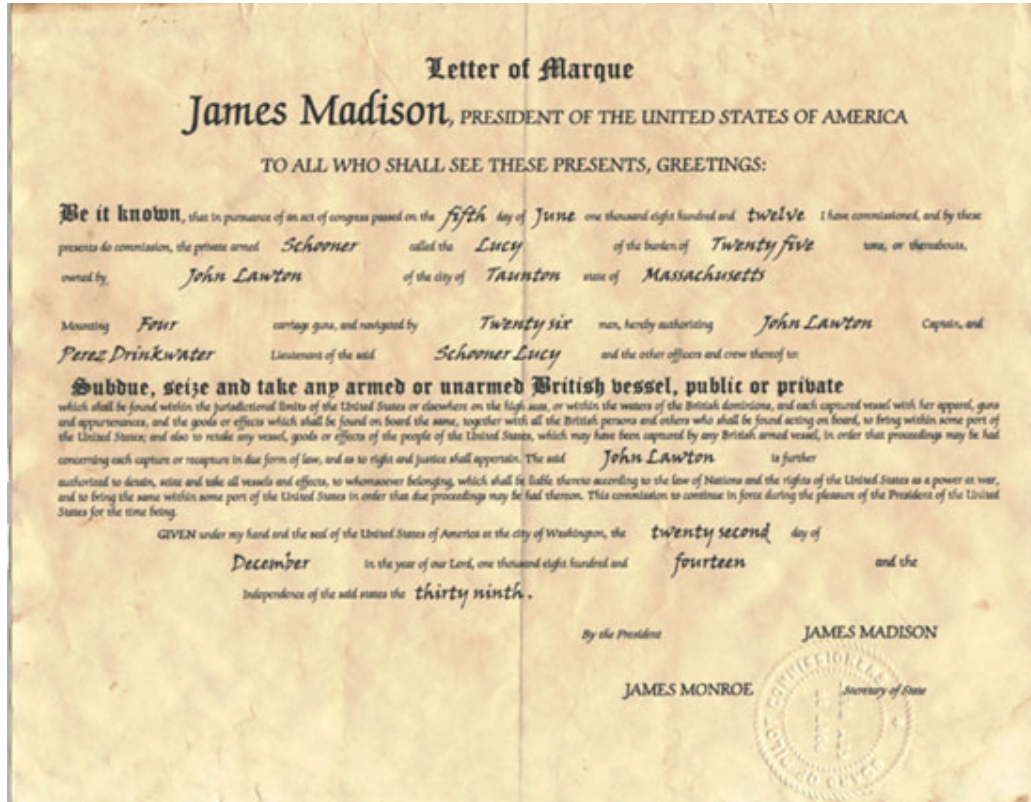 Letter of Marque
James Madison, PRESIDENT OF THE UNITED STATES OF AMERICA
TO ALL WHO SHALL SEE THESE PRESENTS, GREETINGS:
Be it known, that in pursuance of an act of congress passed on the fifth day of June one thousand eight hundred and twelve I have commissioned, and by these
presents do commission, the private armed Schooner called the Lucy of the burden of Twenty five tons, or thereabouts,
owned by, John Lawton of the city of Taunton state of Massachusetts
Mounting Four carriage guns, and navigated by Twenty six men, hereby authorizing John Lawton Captain, and
Perez Drinkwater Lieutenant of the said Schooner Lucy and the other officers and crew thereof to:
Subdue, seize and take any armed or unarmed British vessel, public or private
which shall be found within the jurisdictional limits of the United States or elsewhere on the high seas, or within the waters of the British dominions, and each captured vessel with her apparel, guns
and appurtenances, and the goods or effects which shall be found on board the same, together with all the British persons and others who shall be found acting on board, to bring within some port of
the United States; and also to retake any vessel, goods or effects of the people of the United States, which may have been captured by any British armed vessel, in order that proceedings may be had
concerning each capture or recapture in due form of law, and as to right and justice shall appertain. The said John Lawton is further
authorized to detain, seize and take all vessels and effects, to whomsoever belonging, which shall be liable thereto according to the law of Nations and the rights of the United States as a power at war,
and to bring the same within some port of the United States in order that due proceedings may be had thereon. This commission to continue in force during the pleasure of the President of the United
States for the time being.
GIVEN under my hand and the seal of the United States of America at the city of Washington, the twenty second day of
December in the year of our Lord, one thousand eight hundred and fourteen and the
Independence of the said states the thirty ninth.
By the President JAMES MADISON
JAMES MONROE Secretary of State
BOARD OF PILOT COMMISSIONERS